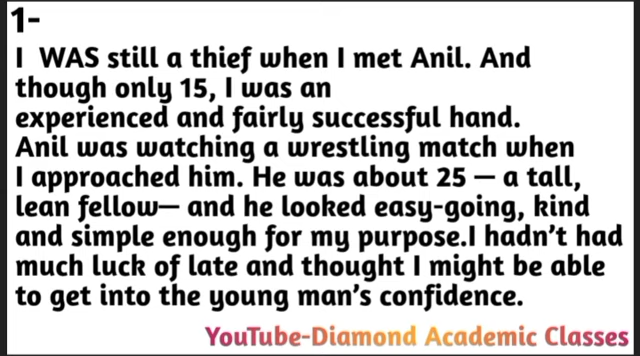 1-
I WAS still a thief when I met Anil. And
though only 15, I was an
experienced and fairly successful hand.
Anil was watching a wrestling match when
I approached him. He was about 25 — a tall,
lean fellow— and he looked easy-going, kind
and simple enough for my purpose.I hadn't had
much luck of late and thought I might be able
to get into the young man's confidence.
YouTube-Diamond Academic Classes